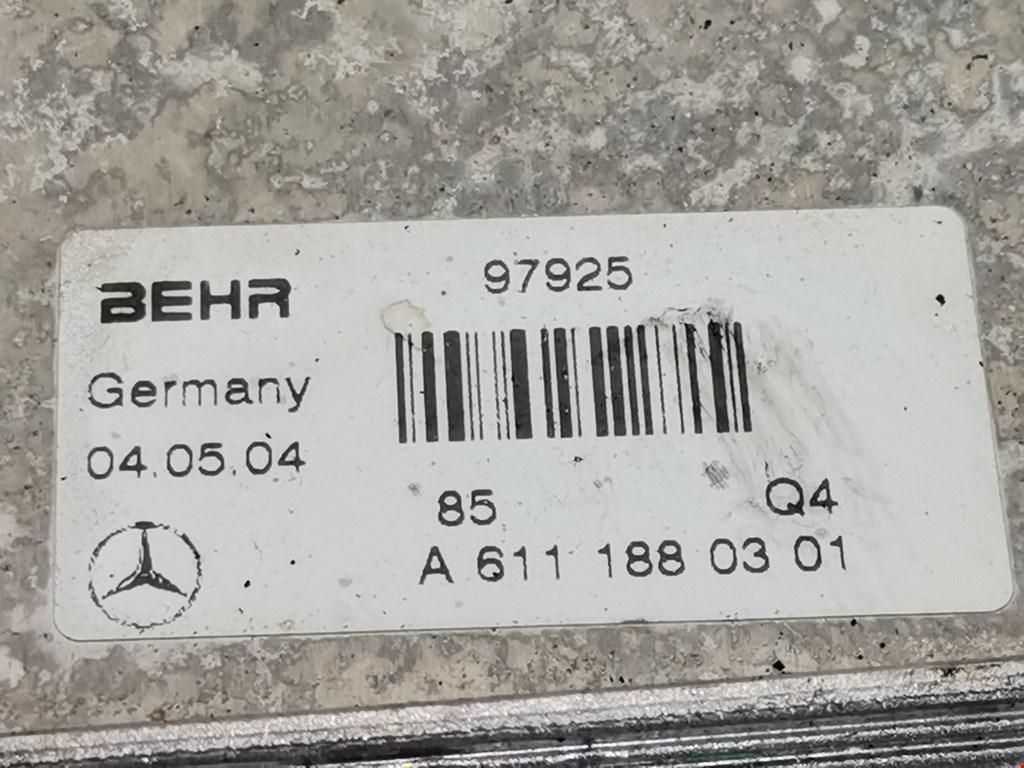 BEHR
97925
Germany
04.05.04
85
Q4
A 611 188 03 01